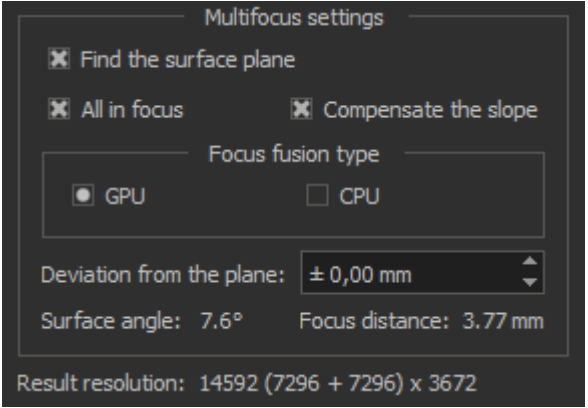 Multifocus settings
Find the surface plane
All in focus Compensate the slope
Focus fusion type
GPU CPU
Deviation from the plane: ± 0,00 mm
Surface angle: 7.6° Focus distance: 3.77 mm
Result resolution: 14592 (7296 + 7296) x 3672